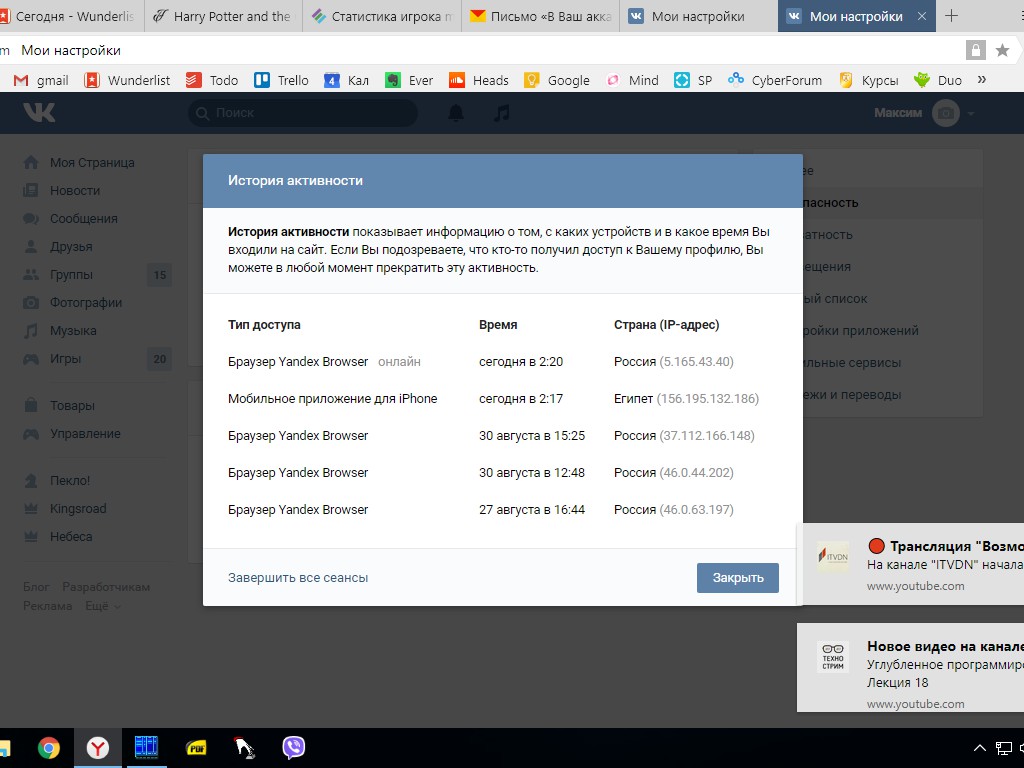 Сегодня - Wunderlis
Harry Potter and the
Статистика игрока m
Письмо «В Ваш акка
Мои настройки
Мои настройки
m Мои настройки
gmail Wunderlist Todo Trello Кал Ever Heads Google Mind SP CyberForum Курсы Duo »
Поиск
Максим
Моя Страница
Новости
Сообщения
Друзья
Группы 15
Фотографии
Музыка
Игры 20
Товары
Управление
Пекло!
Kingsroad
Небеса
Блог Разработчикам
Реклама Ещё
История активности
История активности показывает информацию о том, с каких устройств и в какое время Вы
входили на сайт. Если Вы подозреваете, что кто-то получил доступ к Вашему профилю, Вы
можете в любой момент прекратить эту активность.
Тип доступа Время Страна (IP-адрес)
Браузер Yandex Browser онлайн сегодня в 2:20 Россия (5.165.43.40)
Мобильное приложение для iPhone сегодня в 2:17 Египет (156.195.132.186)
Браузер Yandex Browser 30 августа в 15:25 Россия (37.112.166.148)
Браузер Yandex Browser 30 августа в 12:48 Россия (46.0.44.202)
Браузер Yandex Browser 27 августа в 16:44 Россия (46.0.63.197)
Завершить все сеансы Закрыть
ее
пасность
атность
ещения
ый список
ройки приложений
ильные сервисы
ежи и переводы
ITVDN
Трансляция "Возмо
На канале "ITVDN" начала
www.youtube.com
ТЕХНО
СТРИМ
Новое видео на канале
Углубленное программиро
Лекция 18
www.youtube.com
PDF